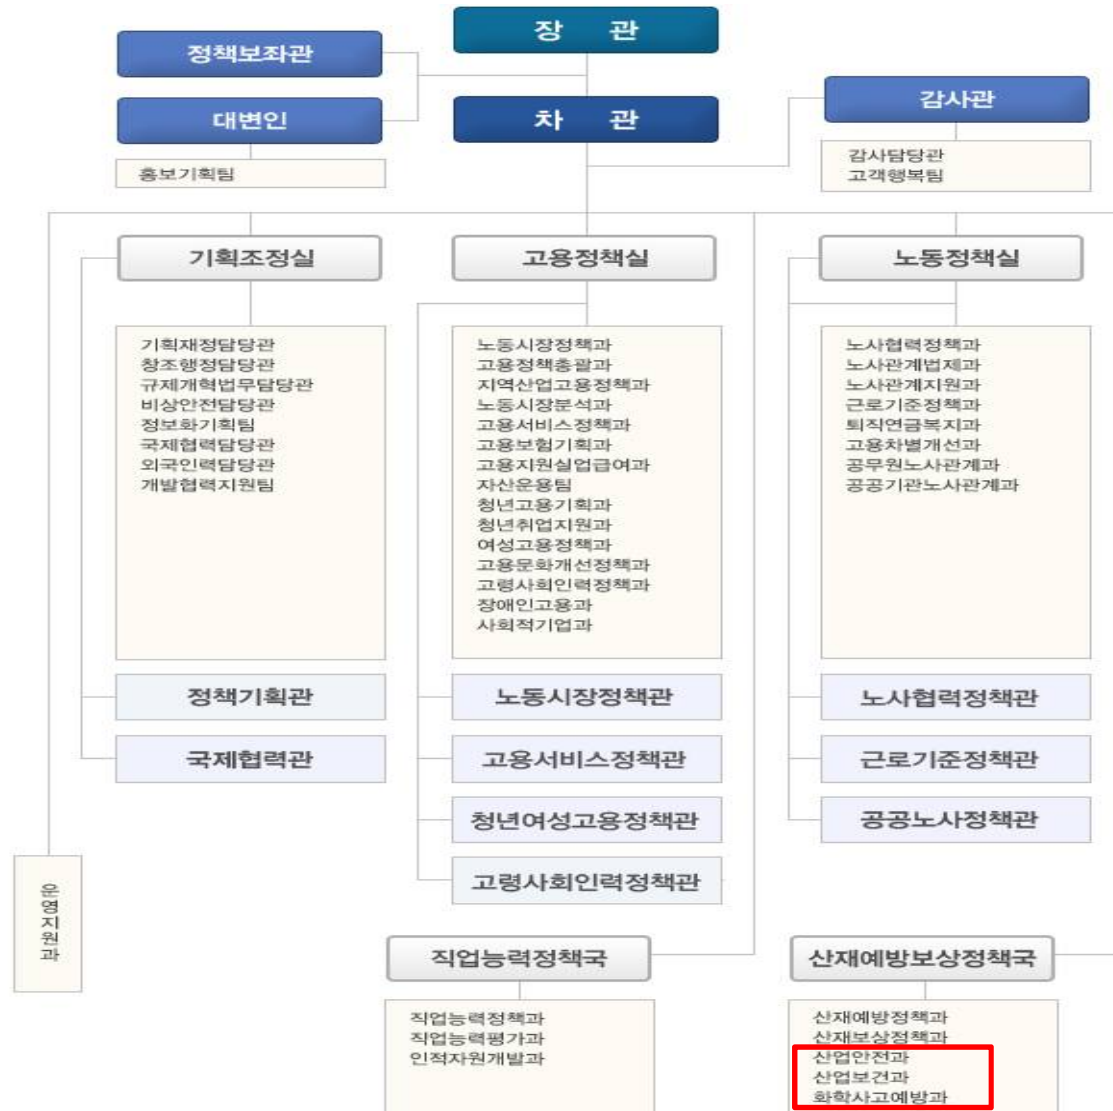 장 관
정책보좌관
대변인
차 관
감사관
홍보기획팀
감사담당관
고객행복팀
기획조정실
고용정책실
노동정책실
기획재정담당관
창조행정담당관
규제개혁법무담당관
비상안전담당관
정보화기획팀
국제협력담당관
외국인력담당관
개발협력지원팀
노동시장정책과
고용정책총괄과
지역산업고용정책과
노동시장분석과
고용서비스정책과
고용보험기획과
고용지원실업급여과
자산운용팀
청년고용기획과
청년취업지원과
여성고용정책과
고용문화개선정책과
고령사회인력정책과
장애인고용과
사회적기업과
노사협력정책과
노사관계법제과
노사관계지원과
근로기준정책과
퇴직연금복지과
고용차별개선과
공무원노사관계과
공공기관노사관계과
정책기획관
국제협력관
노동시장정책관
고용서비스정책관
청년여성고용정책관
고령사회인력정책관
노사협력정책관
근로기준정책관
공공노사정책관
운영지원과
직업능력정책국
산재예방보상정책국
직업능력정책과
직업능력평가과
인적자원개발과
산재예방정책과
산재보상정책과
산업안전과
산업보건과
화학사고예방과